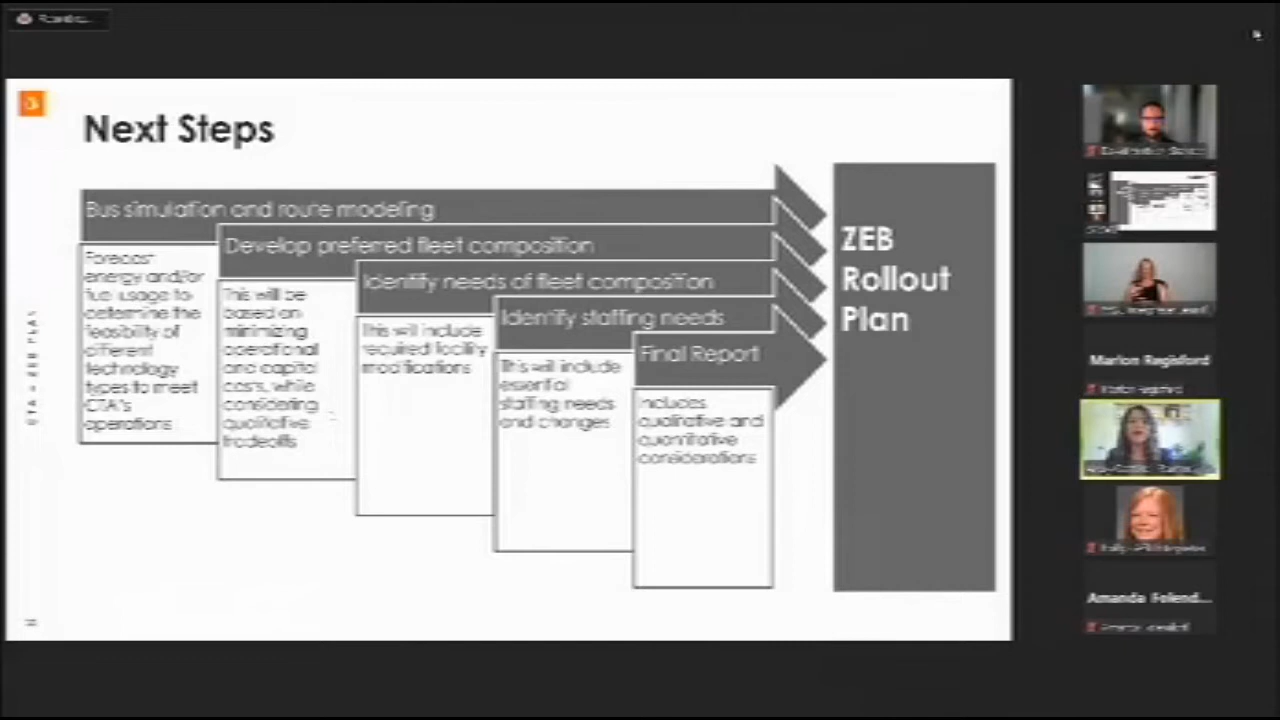 Next Steps
Bus simulation and route modeling
Forecast
energy and/or
fuel usage to
determine the
feasibility of
different
technology
types to meet
CTA's
operations
Develop preferred fleet composition
This will be
based on
minimizing
operational
and capital
costs, while
considering
qualitative
tradeoffs
Identify needs of fleet composition
This will include
required facility
modifications
Identify staffing needs
This will include
essential
staffing needs
and changes
Final Report
Includes
qualitative and
quantitative
considerations
ZEB
Rollout
Plan
Marlon Regisford
Amanda Folend...